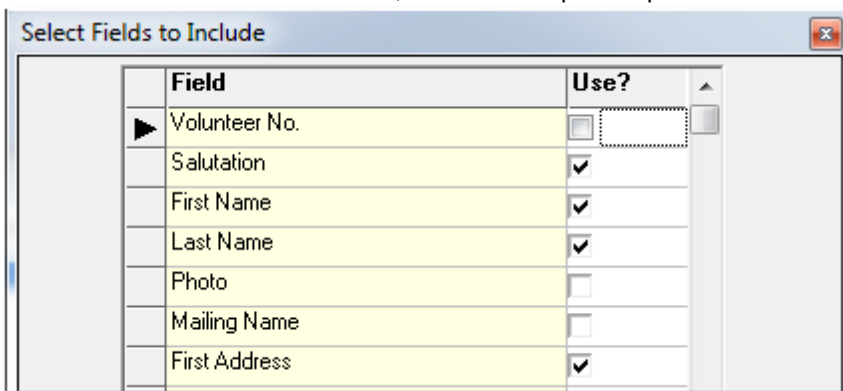 Select Fields to Include
Field Use?
Volunteer No.
Salutation
First Name
Last Name
Photo
Mailing Name
First Address